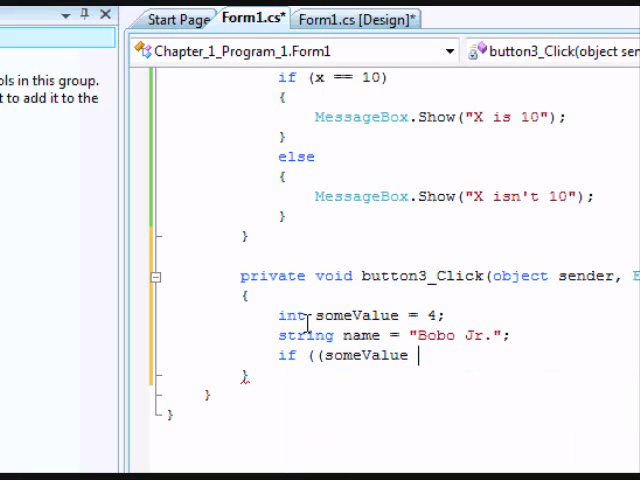 Start Page
Form1.cs*
Form1.cs [Design]*
Chapter_1_Program_1.Form1
button3_Click(object sen
ols in this group.
t to add it to the
if (x == 10)
{
MessageBox.Show("X is 10");
}
else
{
MessageBox.Show("X isn't 10");
}
}
private void button3_Click(object sender, E
{
int someValue = 4;
string name = "Bobo Jr.";
if ((someValue
}
}
}